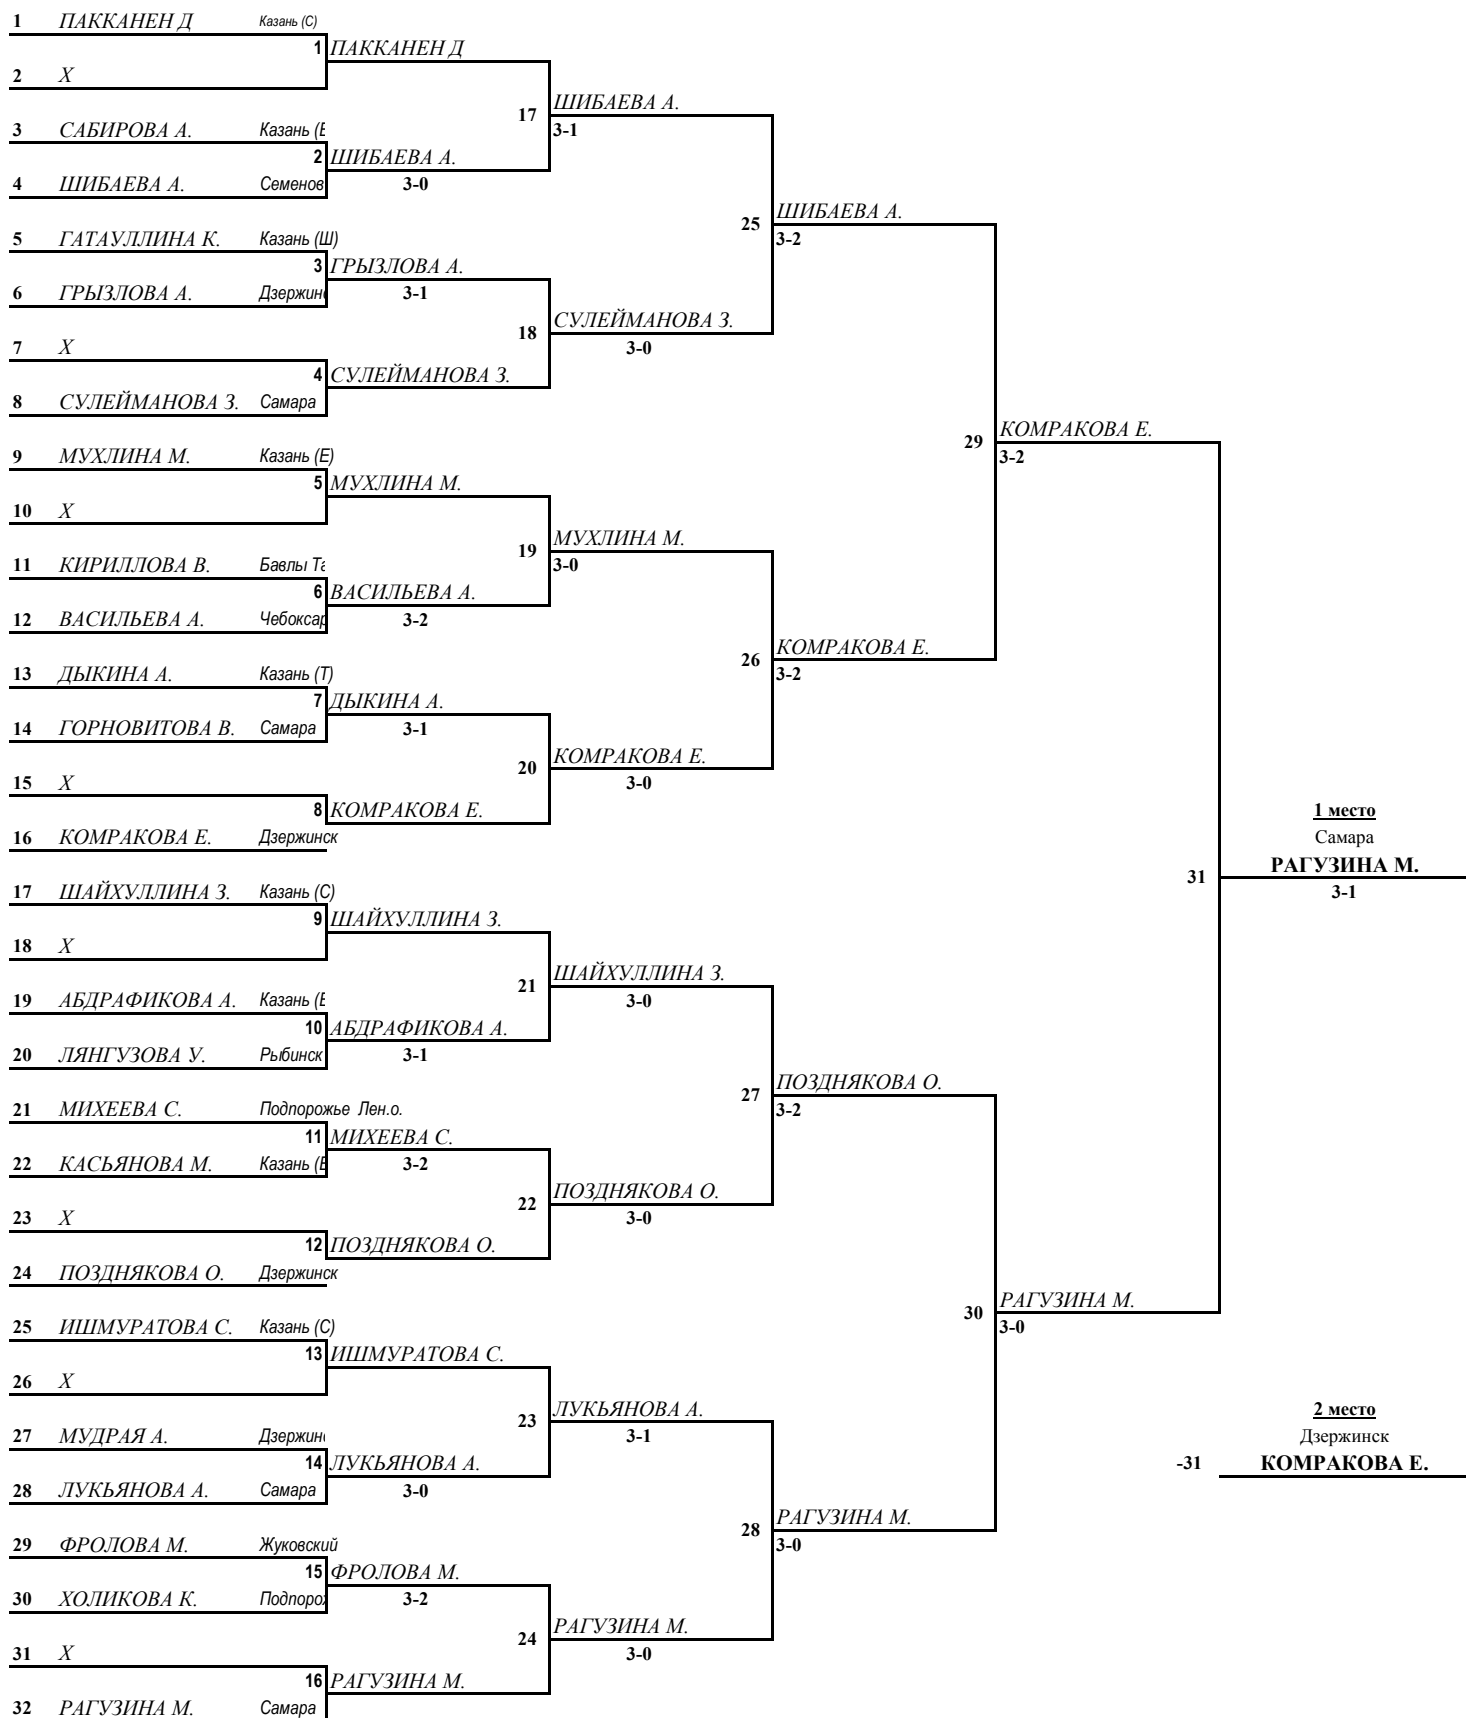 1 ПАККАНЕН Д Казань (С)
1 ПАККАНЕН Д
2 X
17 ШИБАЕВА А.
3-1
3 САБИРОВА А. Казань (Е
2 ШИБАЕВА А.
4 ШИБАЕВА А. Семенов 3-0
25 ШИБАЕВА А.
3-2
5 ГАТАУЛЛИНА К. Казань (Ш)
3 ГРЫЗЛОВА А.
6 ГРЫЗЛОВА А. Дзержинс 3-1
18 СУЛЕЙМАНОВА З.
3-0
7 X
4 СУЛЕЙМАНОВА З.
8 СУЛЕЙМАНОВА З. Самара
29 КОМРАКОВА Е.
3-2
9 МУХЛИНА М. Казань (Е)
5 МУХЛИНА М.
10 X
19 МУХЛИНА М.
3-0
11 КИРИЛЛОВА В. Бавлы Та
6 ВАСИЛЬЕВА А.
12 ВАСИЛЬЕВА А. Чебоксар 3-2
26 КОМРАКОВА Е.
3-2
13 ДЫКИНА А. Казань (Т)
7 ДЫКИНА А.
14 ГОРНОВИТОВА В. Самара 3-1
20 КОМРАКОВА Е.
3-0
15 X
8 КОМРАКОВА Е.
16 КОМРАКОВА Е. Дзержинск
1 место
Самара
31 РАГУЗИНА М.
3-1
17 ШАЙХУЛЛИНА З. Казань (С)
9 ШАЙХУЛЛИНА З.
18 X
21 ШАЙХУЛЛИНА З.
3-0
19 АБДРАФИКОВА А. Казань (Е
10 АБДРАФИКОВА А.
20 ЛЯНГУЗОВА У. Рыбинск 3-1
27 ПОЗДНЯКОВА О.
3-2
21 МИХЕЕВА С. Подпорожье Лен.о.
11 МИХЕЕВА С.
22 КАСЬЯНОВА М. Казань (Е 3-2
22 ПОЗДНЯКОВА О.
3-0
23 X
12 ПОЗДНЯКОВА О.
24 ПОЗДНЯКОВА О. Дзержинск
30 РАГУЗИНА М.
3-0
25 ИШМУРАТОВА С. Казань (С)
13 ИШМУРАТОВА С.
26 X
23 ЛУКЬЯНОВА А.
3-1
27 МУДРАЯ А. Дзержин
14 ЛУКЬЯНОВА А.
28 ЛУКЬЯНОВА А. Самара 3-0
2 место
Дзержинск
-31 КОМРАКОВА Е.
28 РАГУЗИНА М.
3-0
29 ФРОЛОВА М. Жуковский
15 ФРОЛОВА М.
30 ХОЛИКОВА К. Подпорож 3-2
24 РАГУЗИНА М.
3-0
31 X
16 РАГУЗИНА М.
32 РАГУЗИНА М. Самара